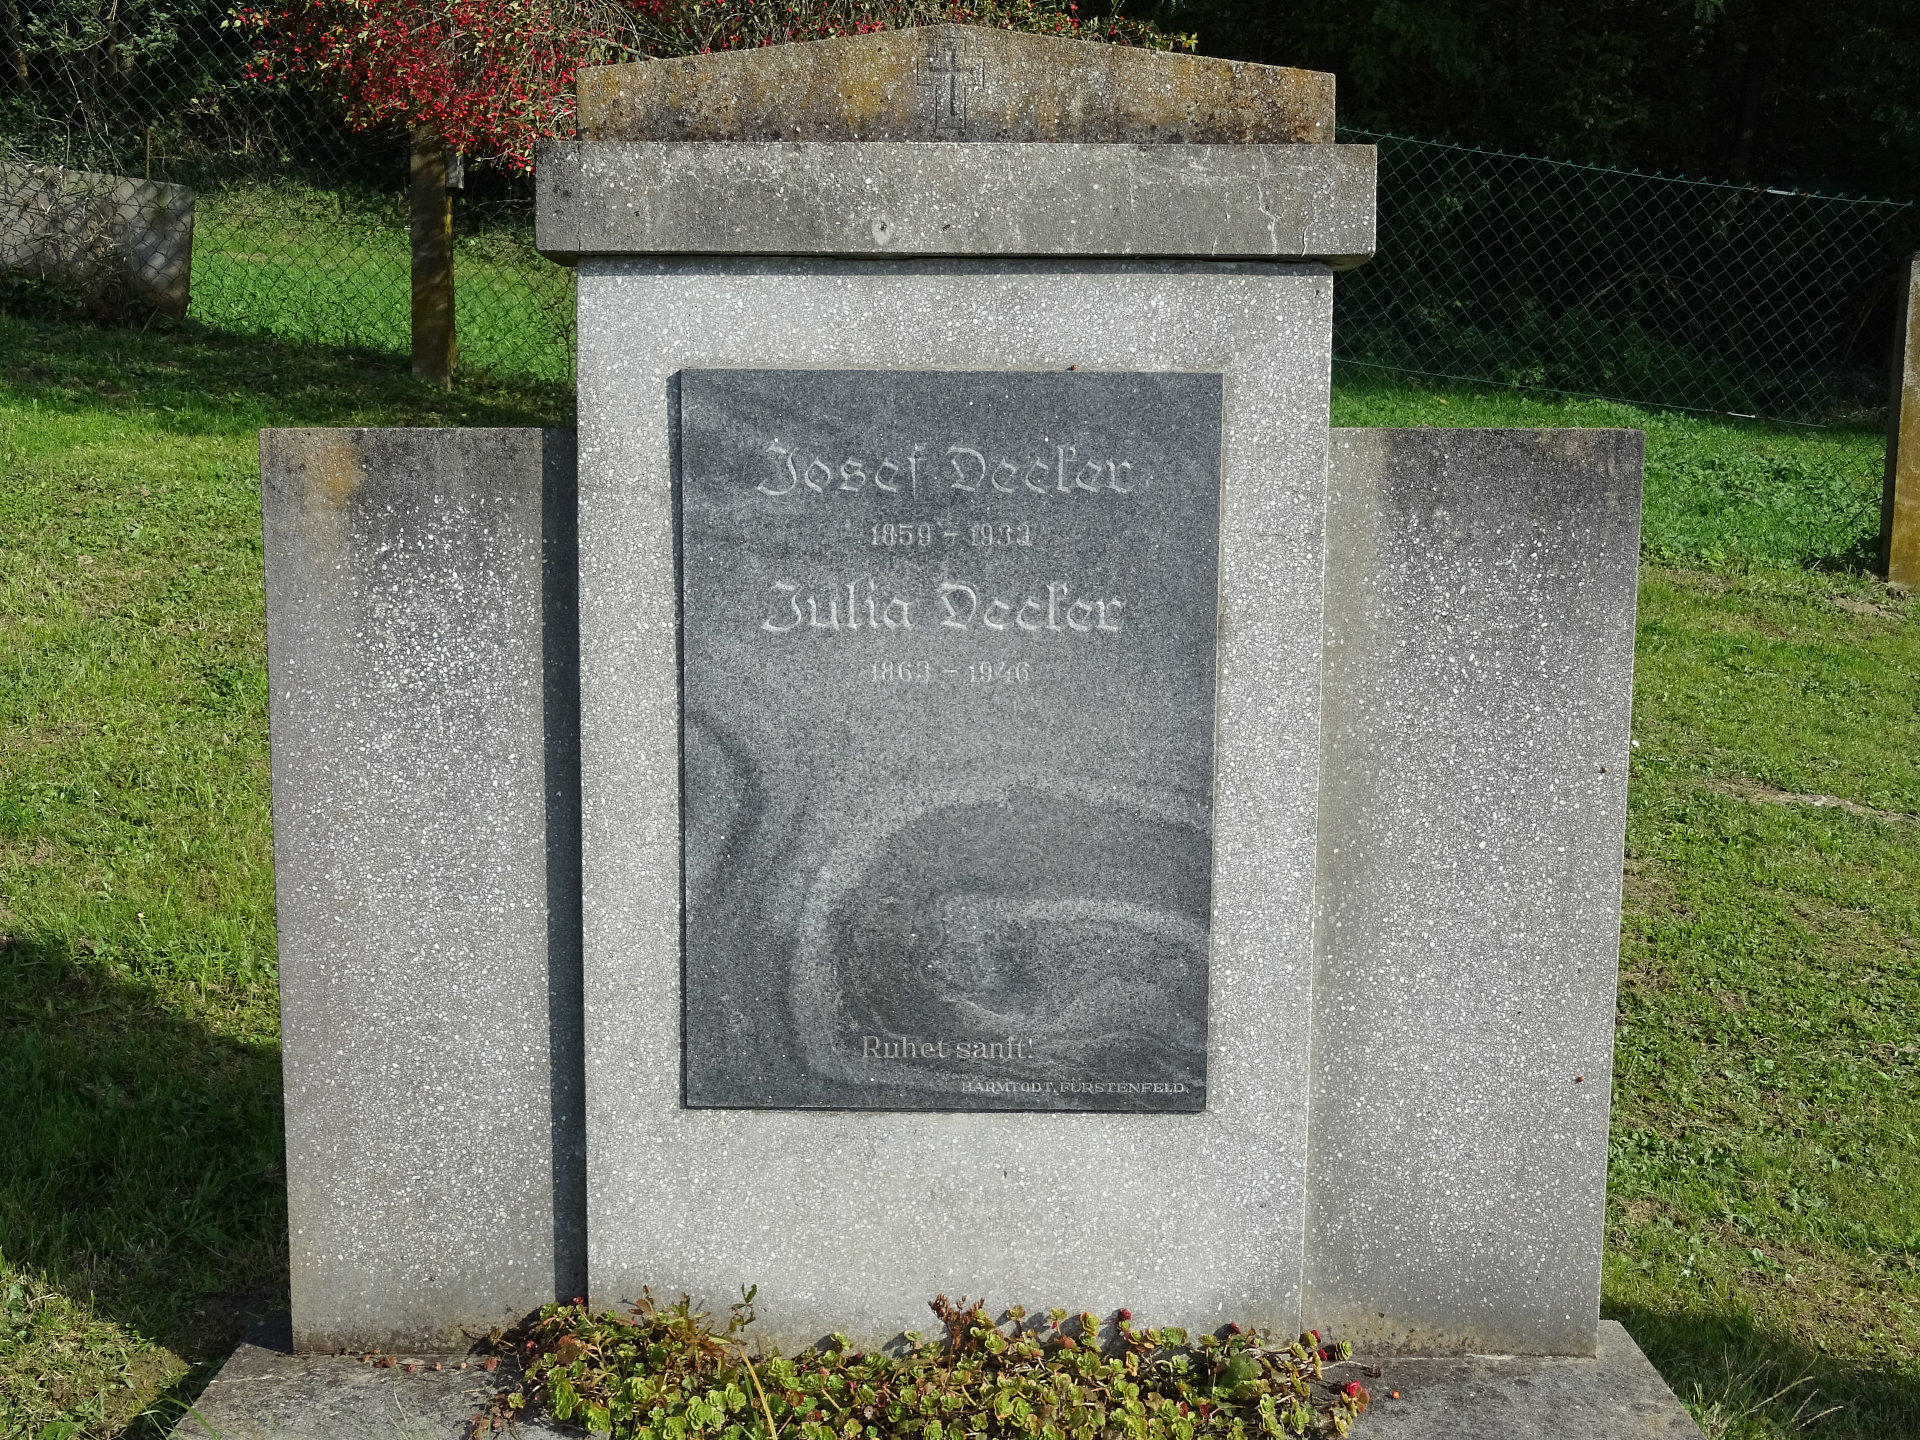 Josef Decker
1859 - 1933
Julia Decker
1863 - 1946
Ruhet sanft!
HARMTODT, FÜRSTENFELD.